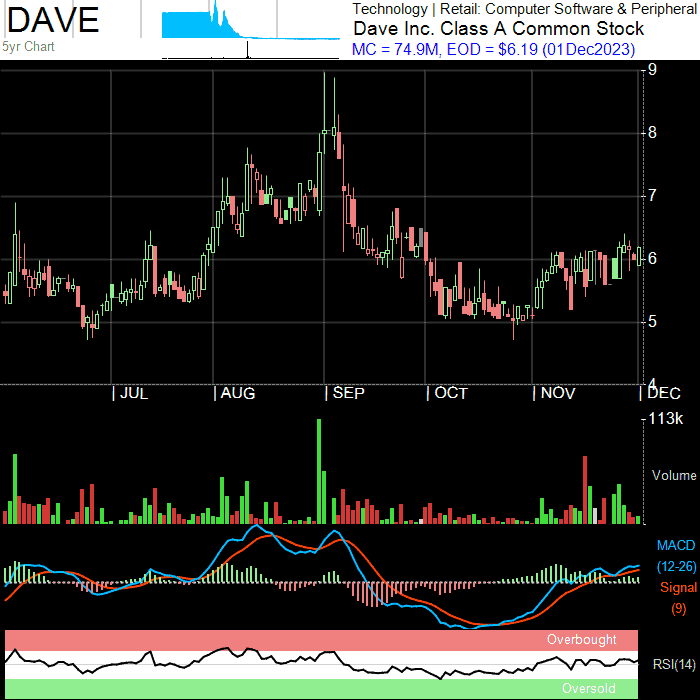 DAVE
5yr Chart
Technology | Retail: Computer Software & Peripheral
Dave Inc. Class A Common Stock
MC = 74.9M, EOD = $6.19 (01Dec2023)
9
8
7
6
5
4
| JUL | AUG | SEP | OCT | NOV | DEC
113k
Volume
MACD
(12-26)
Signal
(9)
Overbought
RSI(14)
Oversold